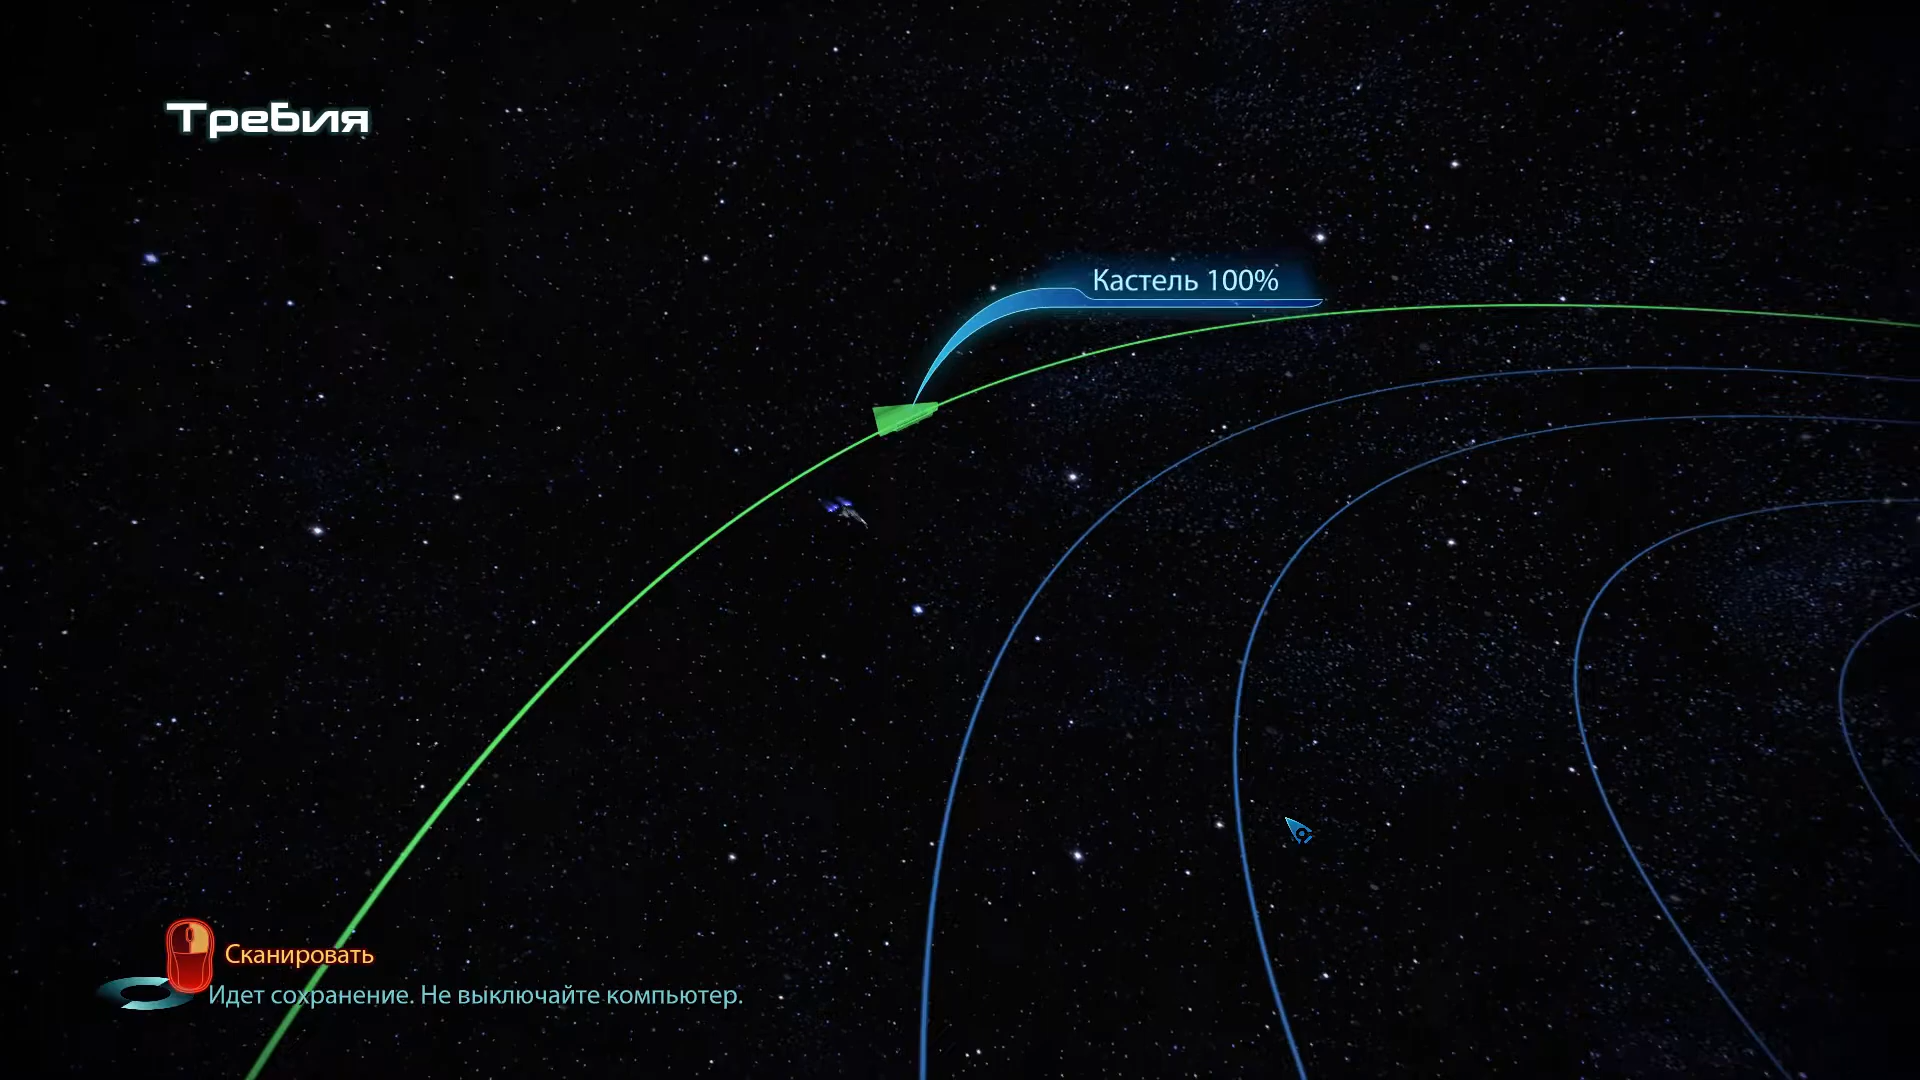 Требия
Кастель 100%
Сканировать
Идет сохранение. Не выключайте компьютер.